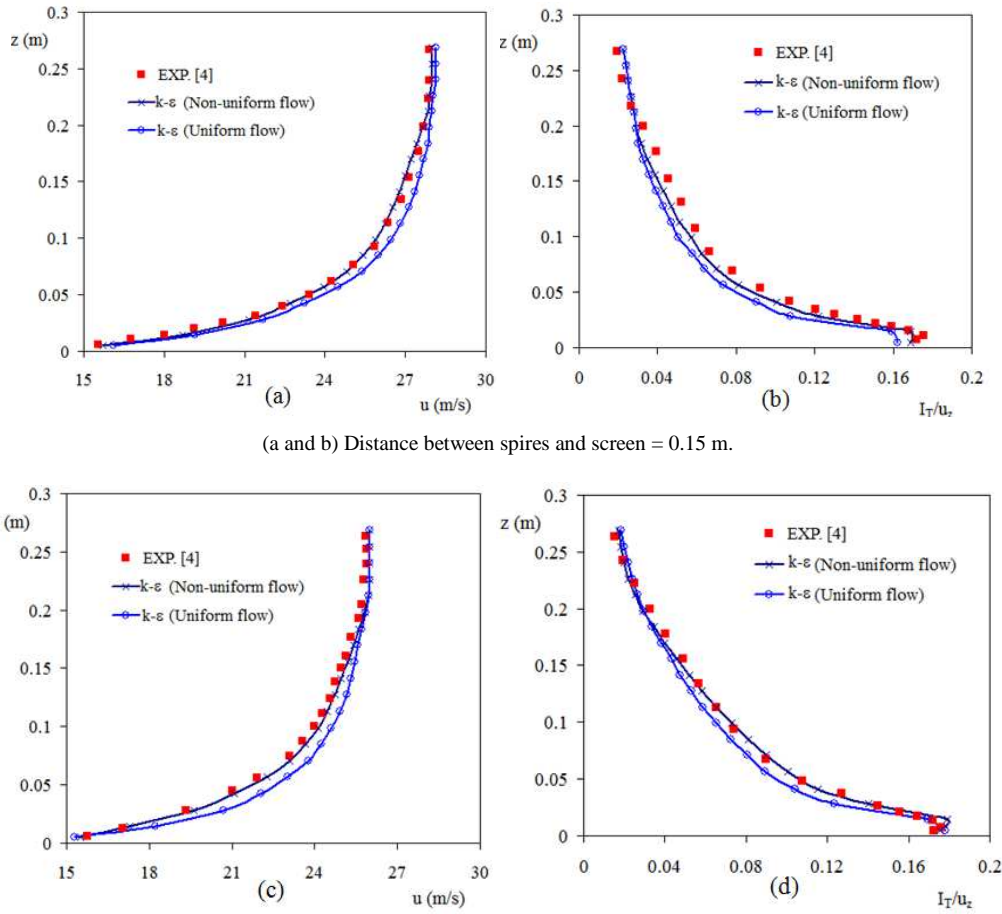 z (m)
0.3
0.25
0.2
0.15
0.1
0.05
0
EXP. [4]
k-ε (Non-uniform flow)
k-ε (Uniform flow)
15 18 21 24 27 30
(a)
u (m/s)
z (m)
0.3
0.25
0.2
0.15
0.1
0.05
0
EXP. [4]
k-ε (Non-uniform flow)
k-ε (Uniform flow)
0 0.04 0.08 0.12 0.16 0.2
(b)
I_T/u_z
(a and b) Distance between spires and screen = 0.15 m.
(m)
0.3
0.25
0.2
0.15
0.1
0.05
0
EXP. [4]
k-ε (Non-uniform flow)
k-ε (Uniform flow)
15 18 21 24 27 30
(c)
u (m/s)
z (m)
0.3
0.25
0.2
0.15
0.1
0.05
0
EXP. [4]
k-ε (Non-uniform flow)
k-ε (Uniform flow)
0 0.04 0.08 0.12 0.16 0.2
(d)
I_T/u_z